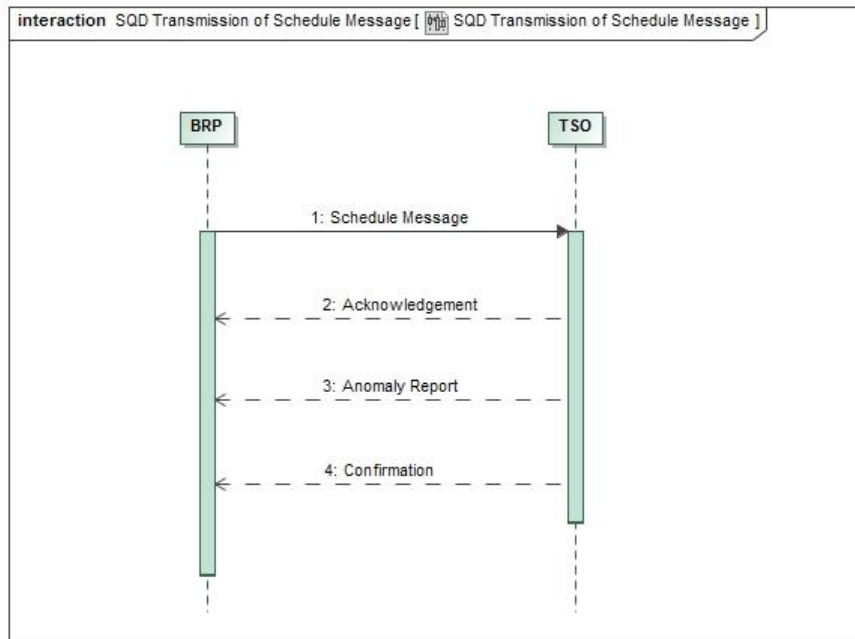 interaction SQD Transmission of Schedule Message [ SQD Transmission of Schedule Message ]
BRP TSO
1: Schedule Message
2: Acknowledgement
3: Anomaly Report
4: Confirmation